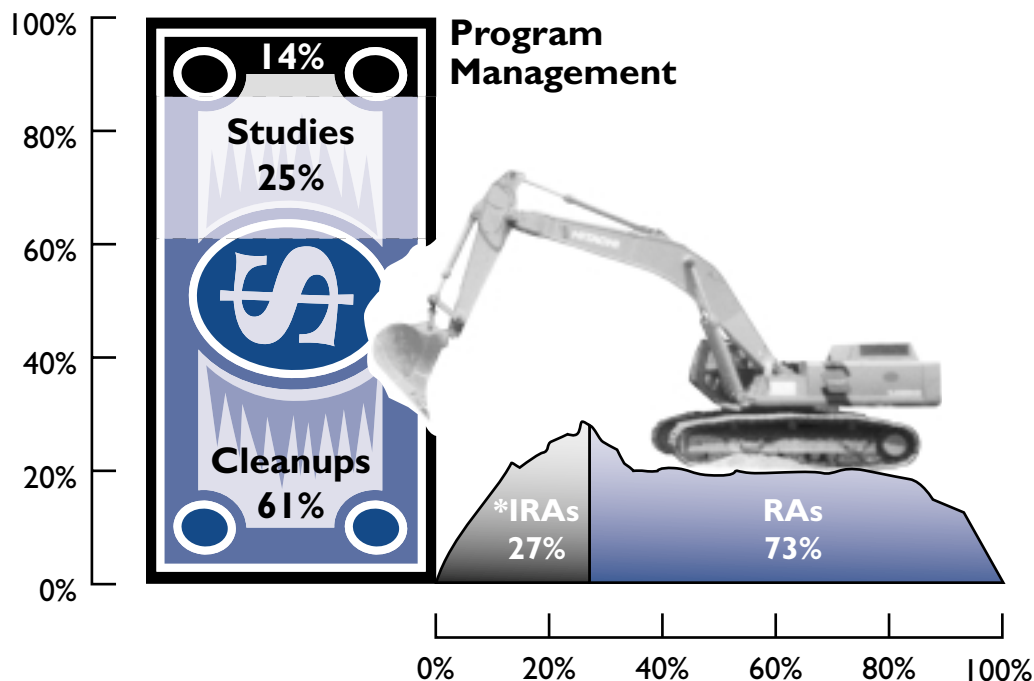 100%
80%
60%
40%
20%
0%
14%
Program
Management
Studies
25%
$
Cleanups
61%
HITACHI
*IRAs
27%
RAs
73%
0%
20%
40%
60%
80%
100%